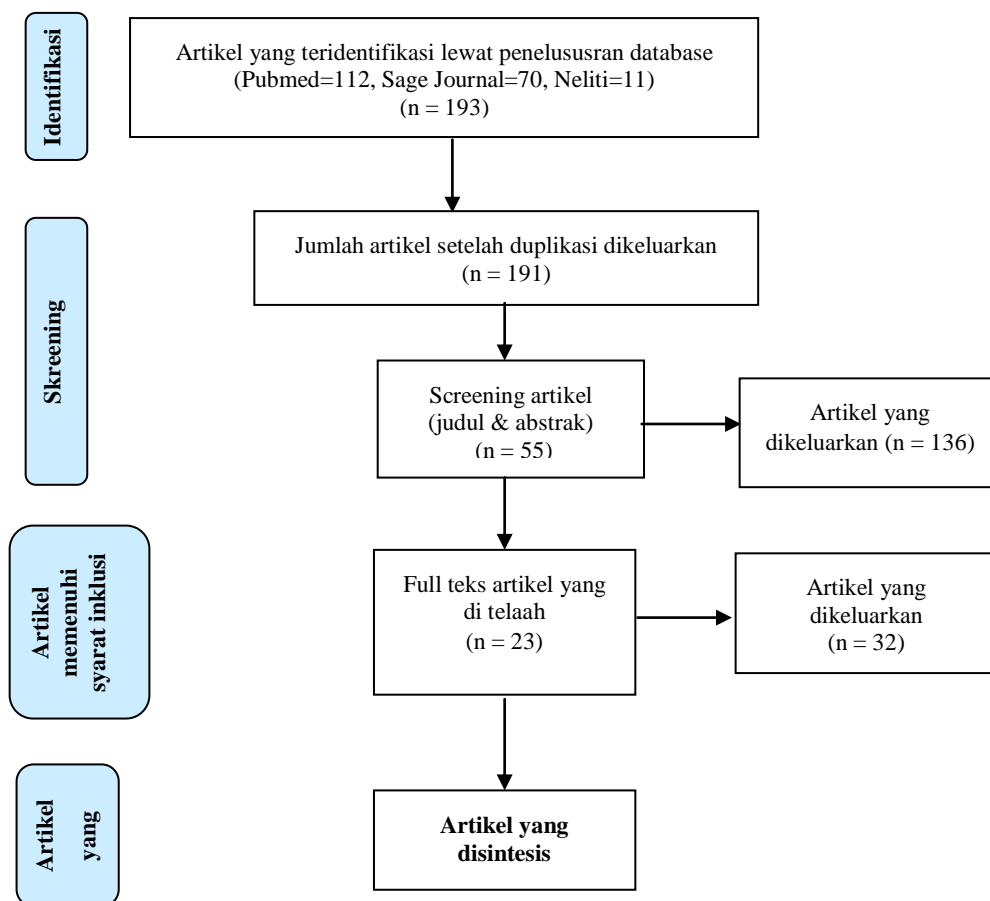 Identifikasi
Artikel yang teridentifikasi lewat penelususran database
(Pubmed=112, Sage Journal=70, Neliti=11)
(n = 193)
Skreening
Jumlah artikel setelah duplikasi dikeluarkan
(n = 191)
Screening artikel
(judul & abstrak)
(n = 55)
Artikel yang
dikeluarkan (n = 136)
Artikel
memenuhi
syarat inklusi
Full teks artikel yang
di telaah
(n = 23)
Artikel yang
dikeluarkan
(n = 32)
Artikel
yang
Artikel yang
disintesis